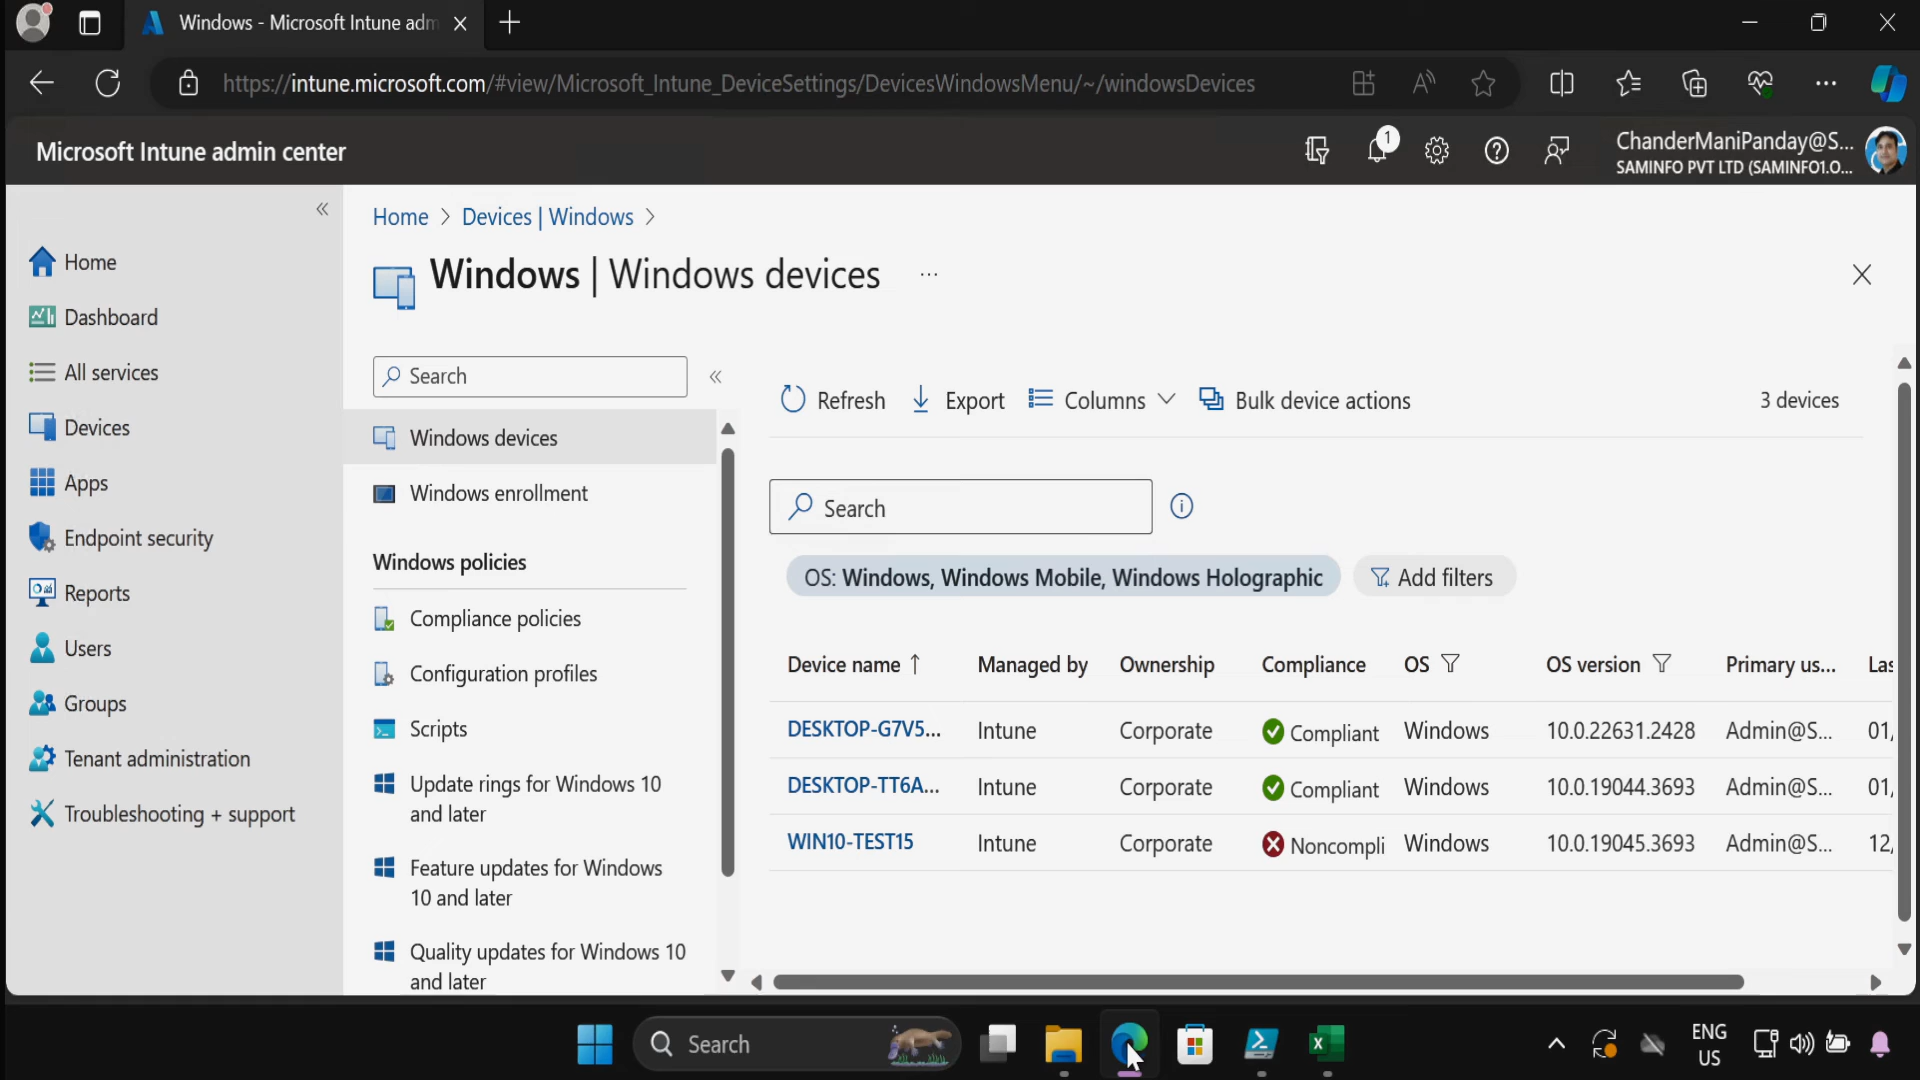 Windows - Microsoft Intune adm
https://intune.microsoft.com/#view/Microsoft_Intune_DeviceSettings/DevicesWindowsMenu/~/windowsDevices
Microsoft Intune admin center
1
ChanderManiPanday@S...
SAMINFO PVT LTD (SAMINFO1.O...
Home
Dashboard
All services
Devices
Apps
Endpoint security
Reports
Users
Groups
Tenant administration
Troubleshooting + support
Home > Devices | Windows >
Windows | Windows devices ...
Search
Windows devices
Windows enrollment
Windows policies
Compliance policies
Configuration profiles
Scripts
Update rings for Windows 10
and later
Feature updates for Windows
10 and later
Quality updates for Windows 10
and later
Refresh Export Columns Bulk device actions 3 devices
Search
OS: Windows, Windows Mobile, Windows Holographic Add filters
Device name ↑ Managed by Ownership Compliance OS OS version Primary us... Las
DESKTOP-G7V5... Intune Corporate Compliant Windows 10.0.22631.2428 Admin@S... 01,
DESKTOP-TT6A... Intune Corporate Compliant Windows 10.0.19044.3693 Admin@S... 01,
WIN10-TEST15 Intune Corporate Noncompli Windows 10.0.19045.3693 Admin@S... 12,
Search
ENG
US